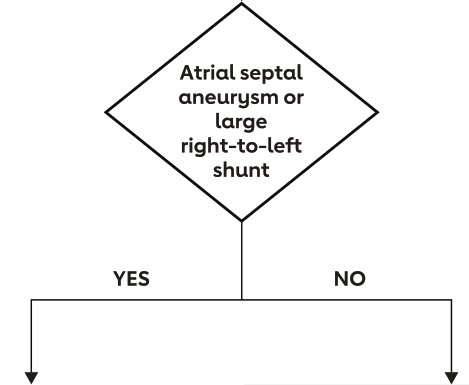 Atrial septal
aneurysm or
large
right-to-left
shunt
YES
NO